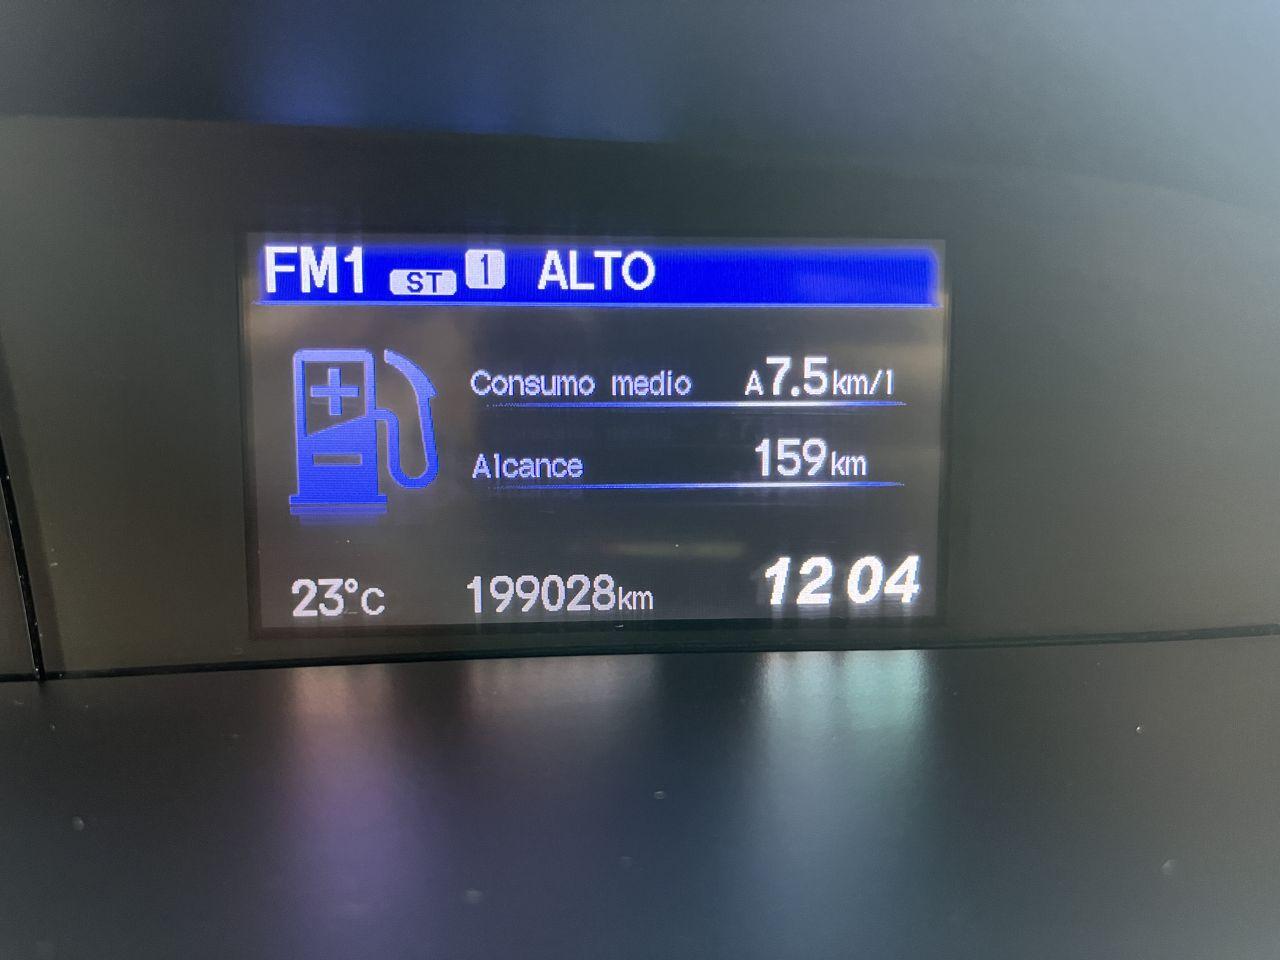 FM1 ST 1 ALTO
Consumo medio A7.5km/l
Alcance 159km
23°C 199028km 12 04